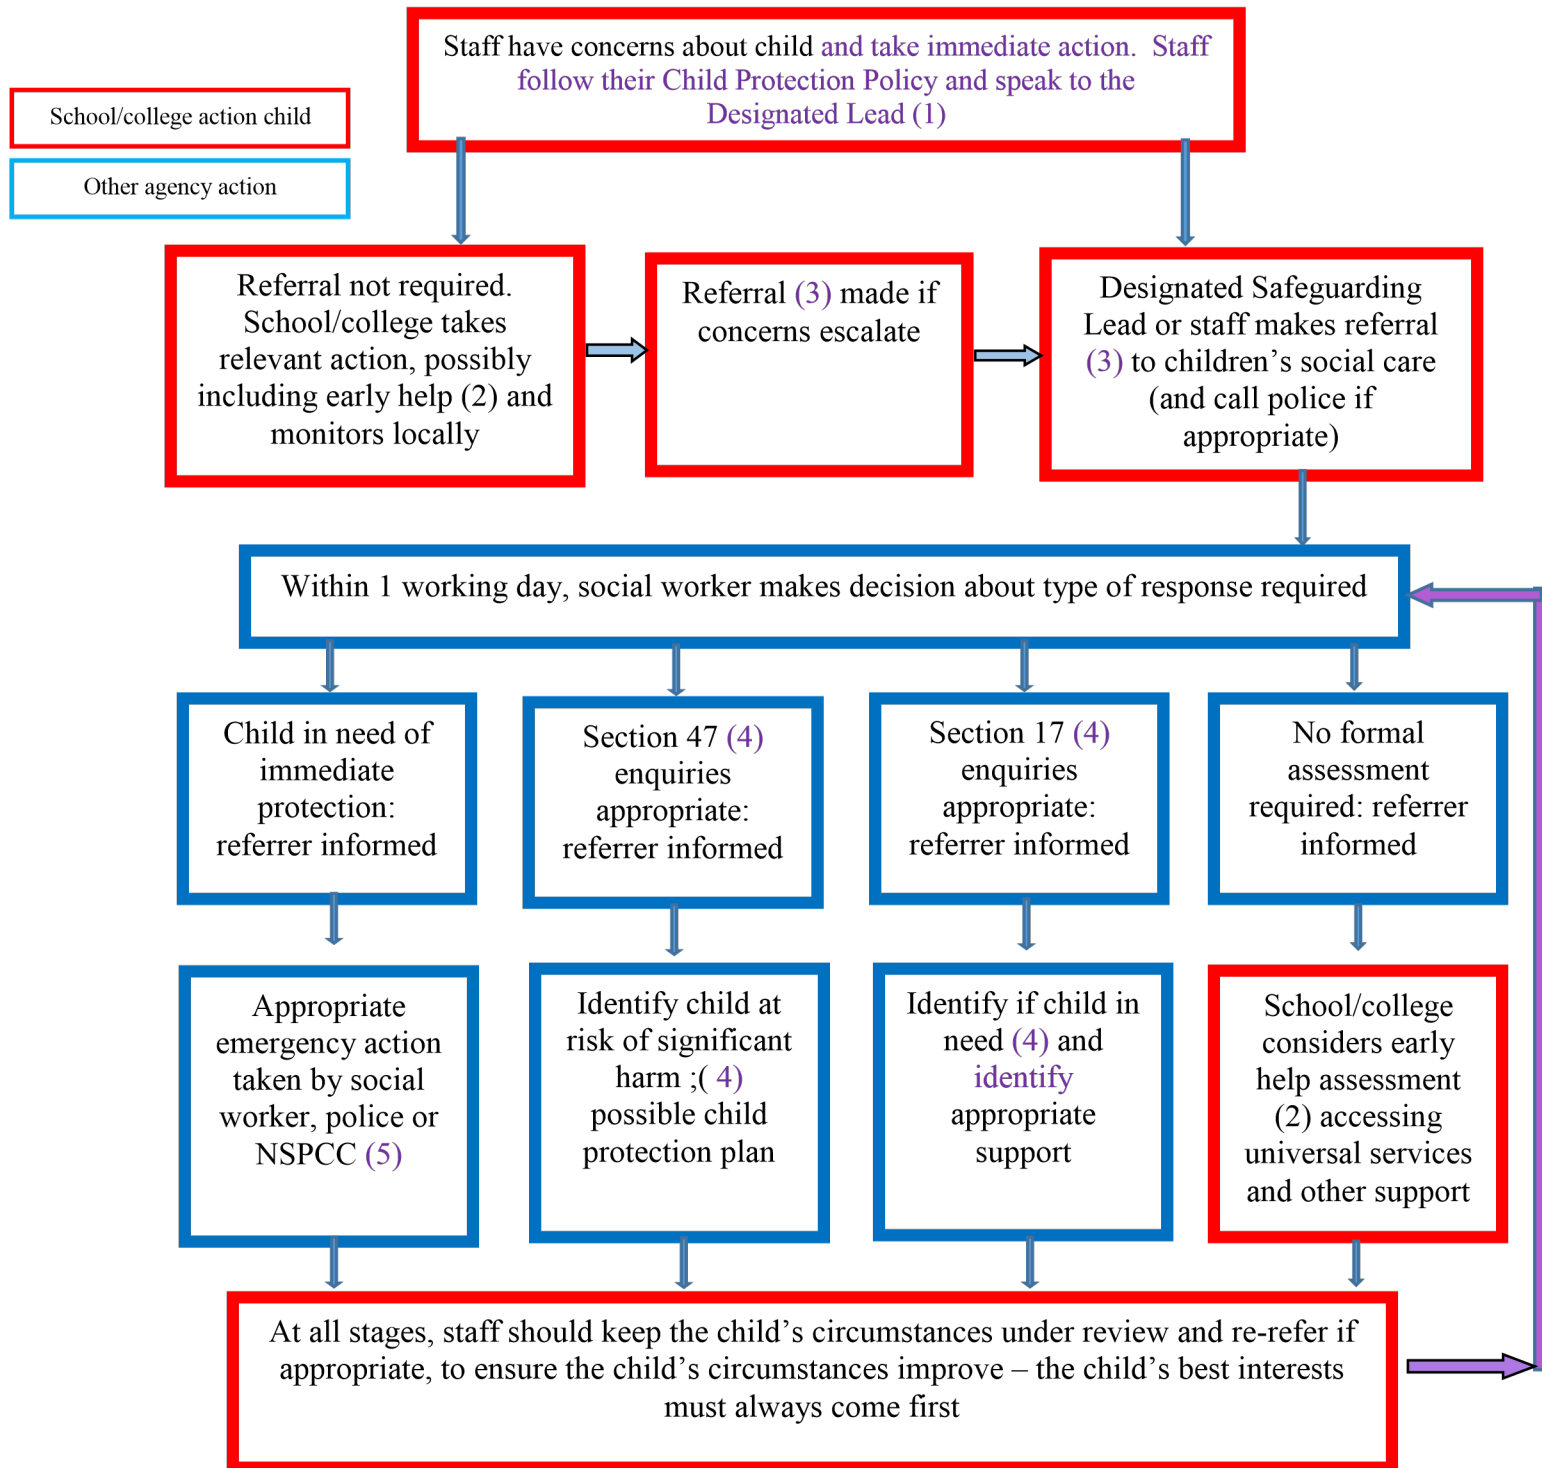 Staff have concerns about child and take immediate action.  Staff
follow their Child Protection Policy and speak to the
Designated Lead (1)
School/college action child
Other agency action
Referral not required.
School/college takes
relevant action, possibly
including early help (2) and
monitors locally
Referral (3) made if
concerns escalate
Designated Safeguarding
Lead or staff makes referral
(3) to children’s social care
(and call police if
appropriate)
Within 1 working day, social worker makes decision about type of response required
Child in need of
immediate
protection:
referrer informed
Section 47 (4)
enquiries
appropriate:
referrer informed
Section 17 (4)
enquiries
appropriate:
referrer informed
No formal
assessment
required: referrer
informed
Appropriate
emergency action
taken by social
worker, police or
NSPCC (5)
Identify child at
risk of significant
harm ;( 4)
possible child
protection plan
Identify if child in
need (4) and
identify
appropriate
support
School/college
considers early
help assessment
(2) accessing
universal services
and other support
At all stages, staff should keep the child’s circumstances under review and re-refer if
appropriate, to ensure the child’s circumstances improve – the child’s best interests
must always come first